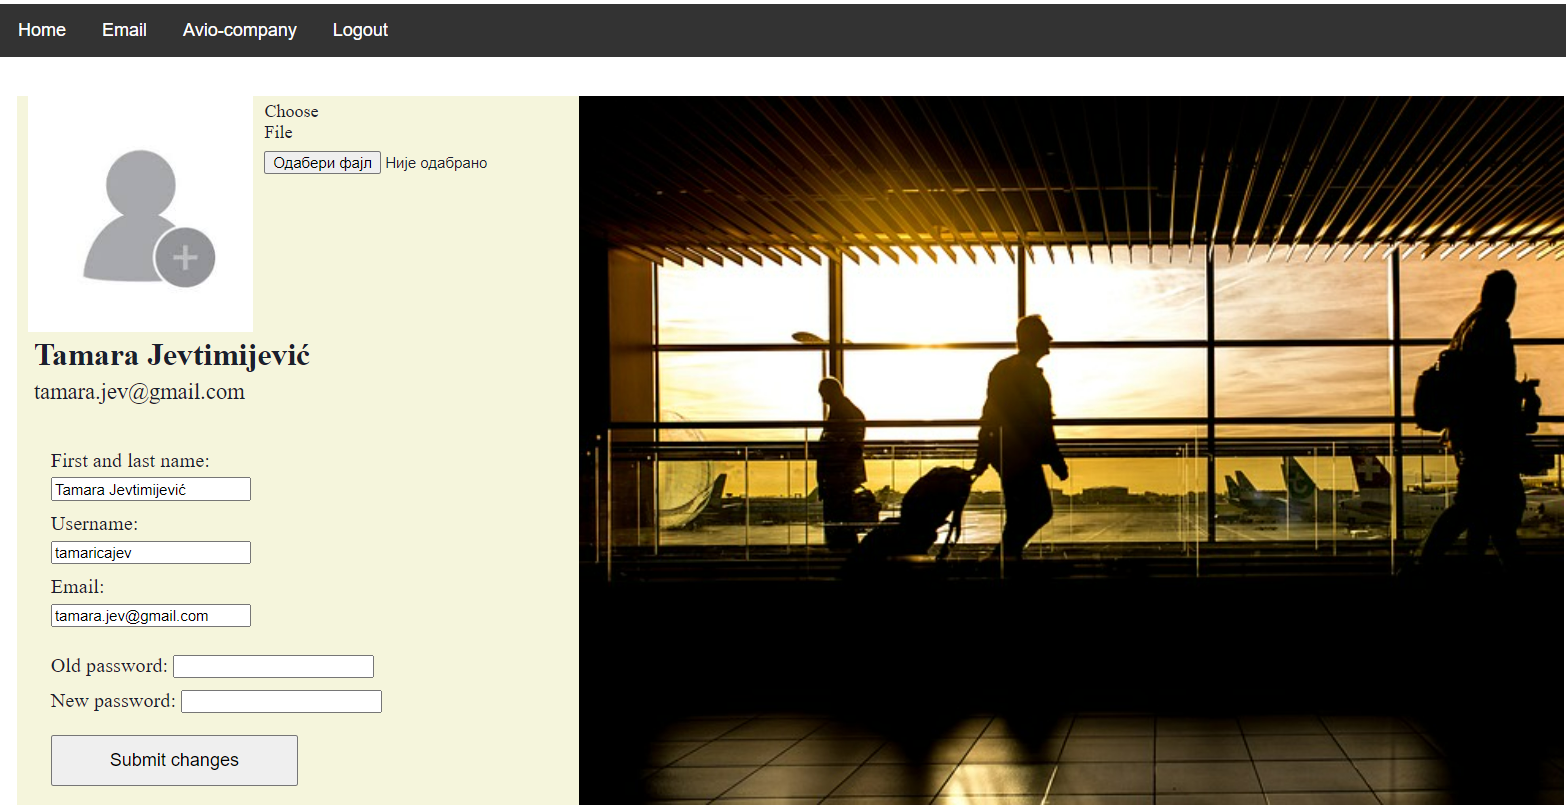 Home Email Avio-company Logout
Choose
File
Одабери фајл Није одабрано
Tamara Jevtimijević
tamara.jev@gmail.com
First and last name:
Tamara Jevtimijević
Username:
tamaricajev
Email:
tamara.jev@gmail.com
Old password:
New password:
Submit changes